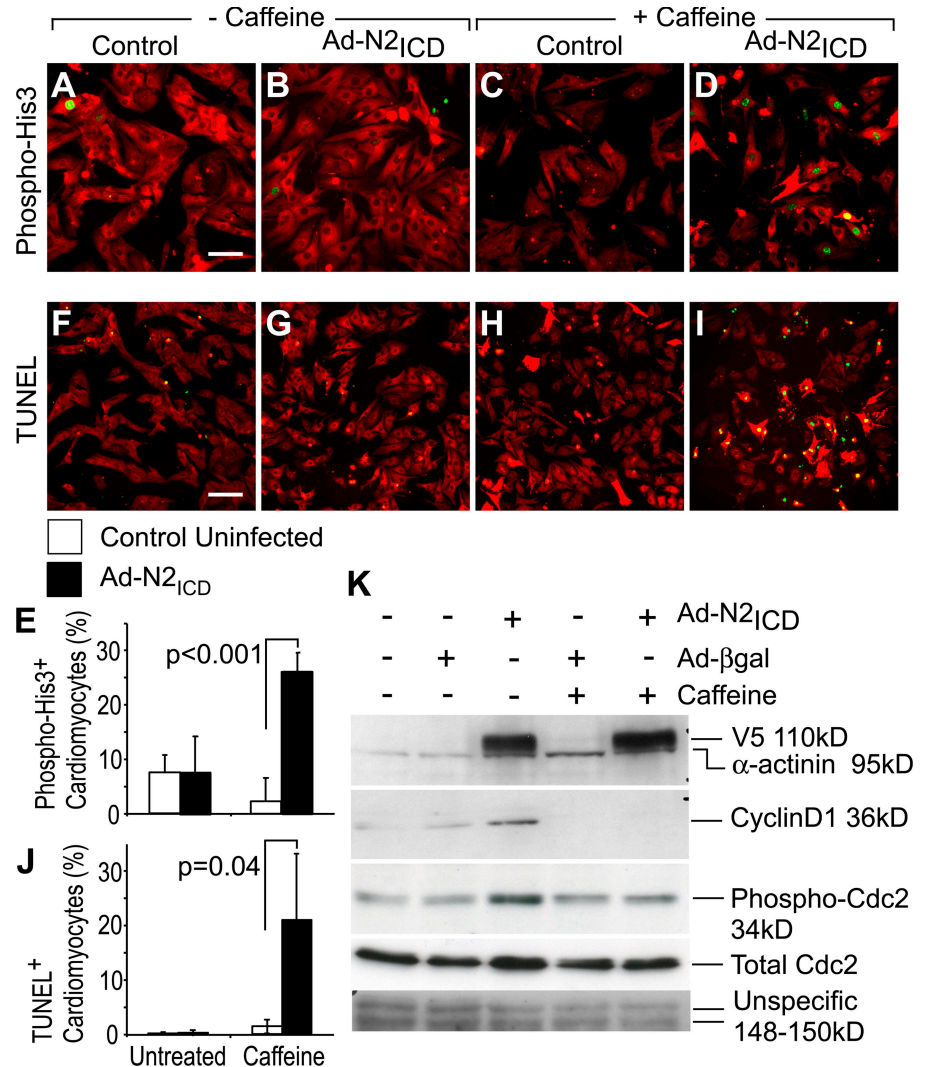 - Caffeine + Caffeine
Control Ad-N2ICD Control Ad-N2ICD
Phospho-His3
A B C D
TUNEL
F G H I
Control Uninfected
Ad-N2ICD
E
Phospho-His3+
Cardiomyocytes (%)
30
20
10
0
p<0.001
J
TUNEL+
Cardiomyocytes (%)
30
20
10
0
p=0.04
Untreated Caffeine
K
- - + - + Ad-N2ICD
- + - + - Ad-βgal
- - - + + Caffeine
V5 110kD
α-actinin 95kD
CyclinD1 36kD
Phospho-Cdc2
34kD
Total Cdc2
Unspecific
148-150kD